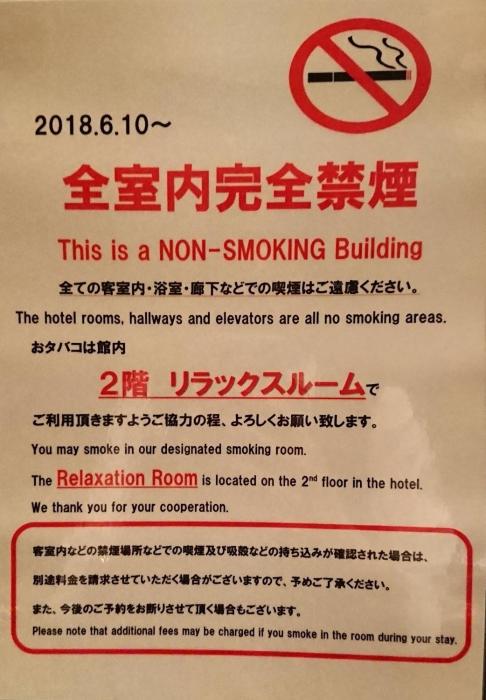 2018.6.10～
全室内完全禁煙
This is a NON-SMOKING Building
全ての客室内・浴室・廊下などでの喫煙はご遠慮ください。
The hotel rooms, hallways and elevators are all no smoking areas.
おタバコは館内
２階　リラックスルームで
ご利用頂きますようご協力の程、よろしくお願い致します。
You may smoke in our designated smoking room.
The Relaxation Room is located on the 2nd floor in the hotel.
We thank you for your cooperation.
客室内などの禁煙場所などでの喫煙及び吸殻などの持ち込みが確認された場合は、
別途料金を請求させていただく場合がございますので、予めご了承ください。
また、今後のご予約をお断りさせて頂く場合もございます。
Please note that additional fees may be charged if you smoke in the room during your stay.